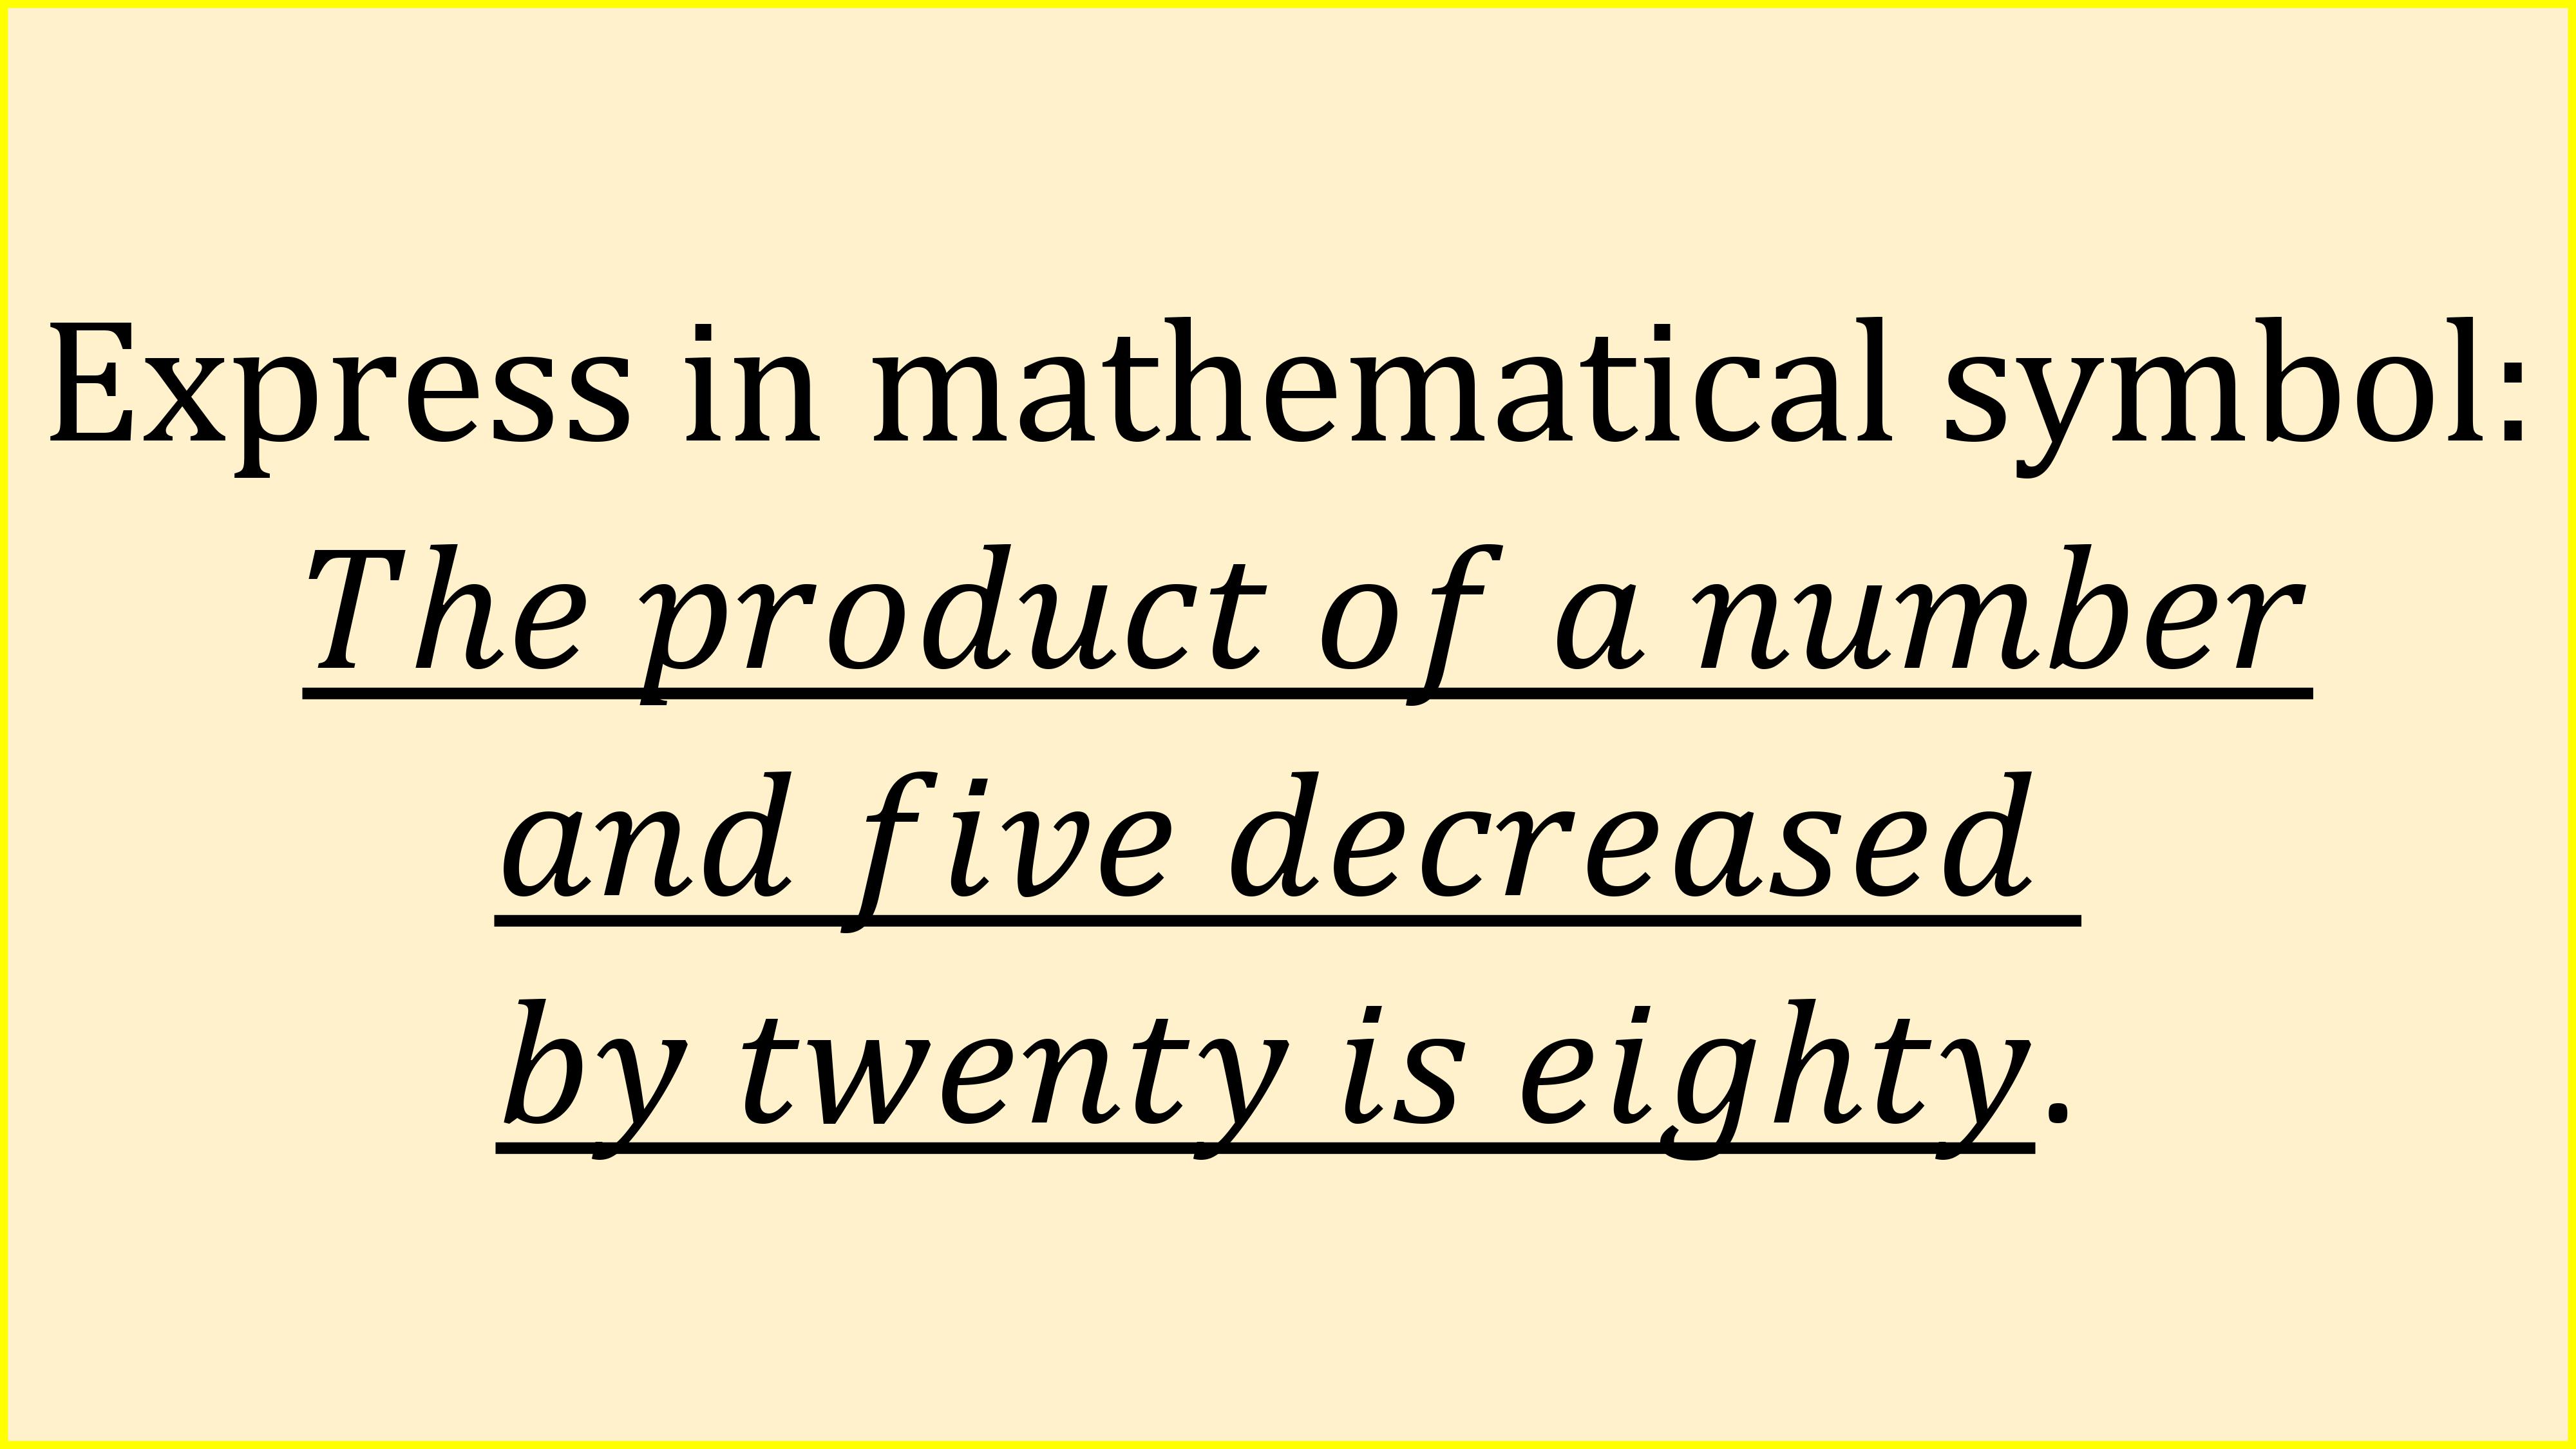 Express in mathematical symbol:
The product of a number
and five decreased
by twenty is eighty.